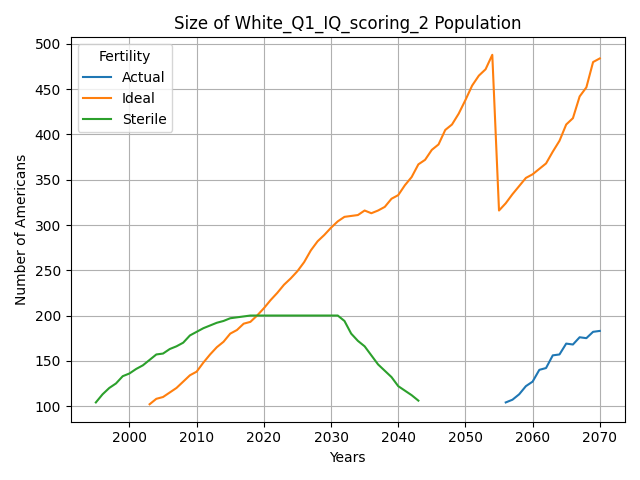 Size of White_Q1_IQ_scoring_2 Population
Fertility
Actual
Ideal
Sterile
500
450
400
350
300
250
200
150
100
Number of Americans
2000 2010 2020 2030 2040 2050 2060 2070
Years